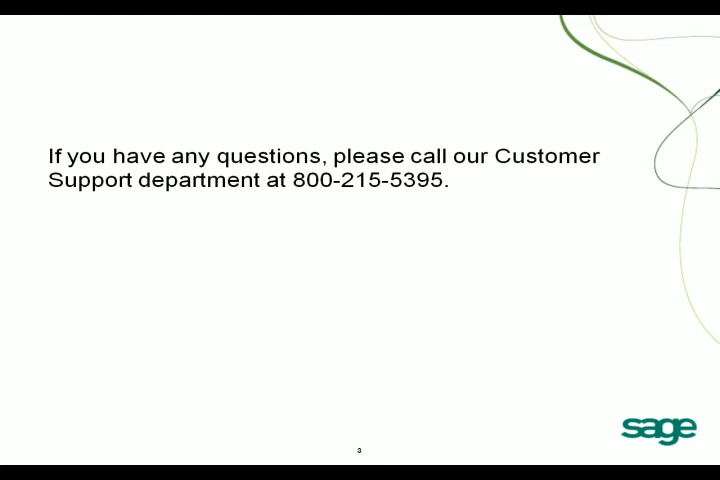 If you have any questions, please call our Customer
Support department at 800-215-5395.
sage
3